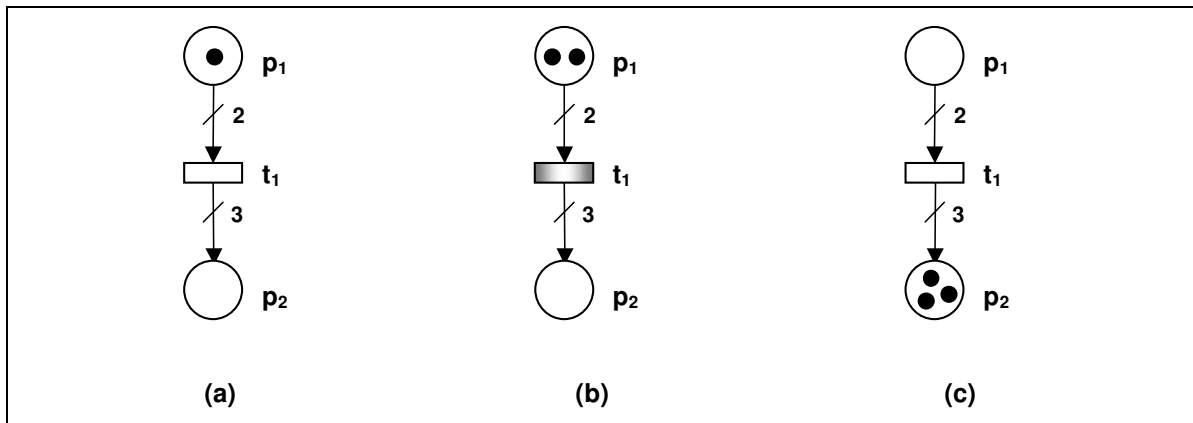 p₁ p₁ p₁
2 2 2
t₁ t₁ t₁
3 3 3
p₂ p₂ p₂
(a) (b) (c)